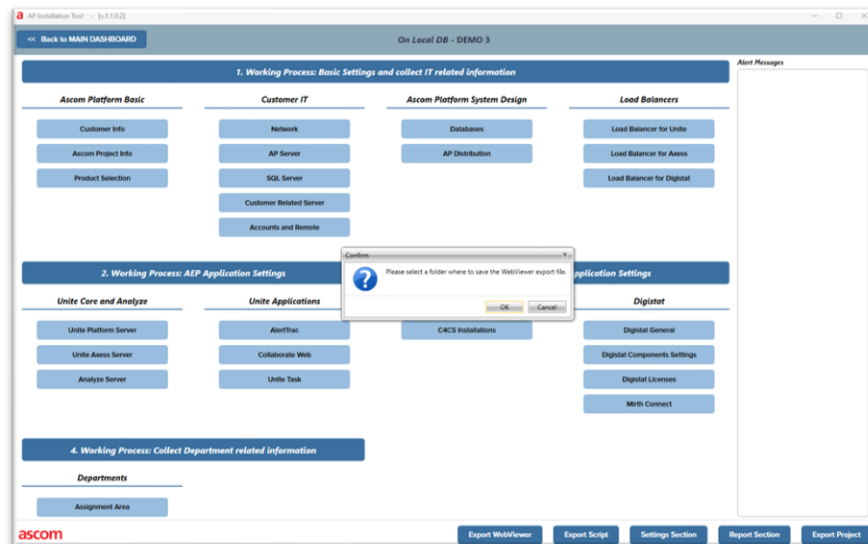 a AP Installation Tool - [v.1.1.0.2]
<< Back to MAIN DASHBOARD
On Local DB - DEMO 3
Alert Messages
1. Working Process: Basic Settings and collect IT related information
Ascom Platform Basic
Customer IT
Ascom Platform System Design
Load Balancers
Customer Info
Network
Databases
Load Balancer for Unite
Ascom Project Info
AP Server
AP Distribution
Load Balancer for Axess
Product Selection
SQL Server
Load Balancer for Digistat
Customer Related Server
Accounts and Remote
Confirm
Please select a folder where to save the WebViewer export file.
OK
Cancel
2. Working Process: AEP Application Settings
pplication Settings
Unite Core and Analyze
Unite Applications
Digistat
Unite Platform Server
AlertTrac
C4CS Installations
Digistat General
Unite Axess Server
Collaborate Web
Digistat Components Settings
Analyze Server
Unite Task
Digistat Licenses
Mirth Connect
4. Working Process: Collect Department related information
Departments
Assignment Area
ascom
Export WebViewer
Export Script
Settings Section
Report Section
Export Project